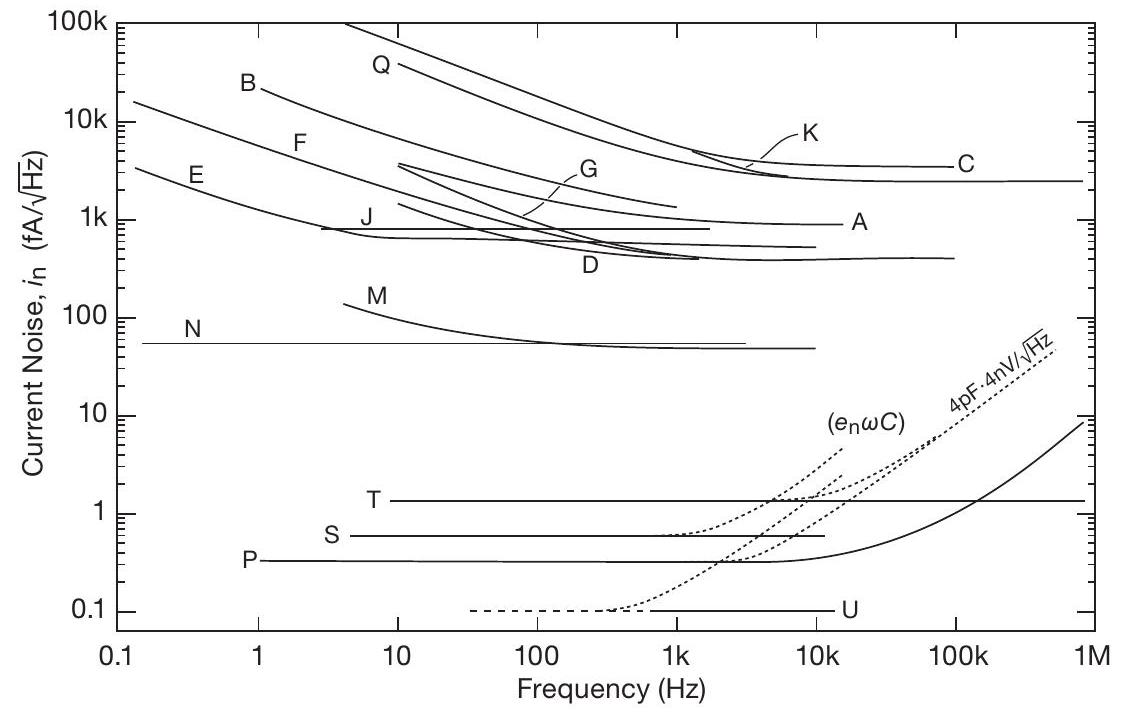 100k
10k
1k
100
10
1
0.1
Current Noise, iₙ (fA/√Hz)
Q
B
K
F
G
C
E
J
A
D
M
N
4pF·4nV/√Hz
(eₙωC)
T
S
P
U
0.1 1 10 100 1k 10k 100k 1M
Frequency (Hz)